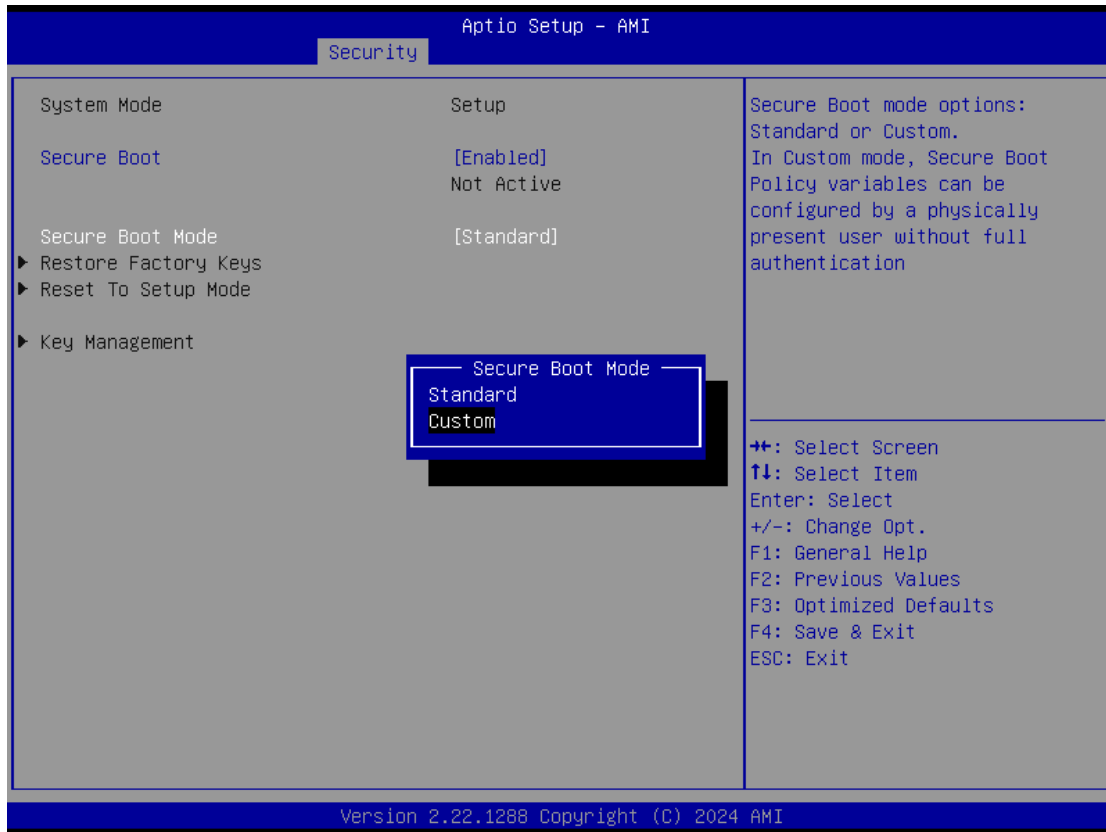 Aptio Setup – AMI
Security
System Mode Setup
Secure Boot [Enabled]
Not Active
Secure Boot Mode [Standard]
▶ Restore Factory Keys
▶ Reset To Setup Mode
▶ Key Management
Secure Boot Mode
Standard
Custom
Secure Boot mode options:
Standard or Custom.
In Custom mode, Secure Boot
Policy variables can be
configured by a physically
present user without full
authentication
→←: Select Screen
↑↓: Select Item
Enter: Select
+/-: Change Opt.
F1: General Help
F2: Previous Values
F3: Optimized Defaults
F4: Save & Exit
ESC: Exit
Version 2.22.1288 Copyright (C) 2024 AMI